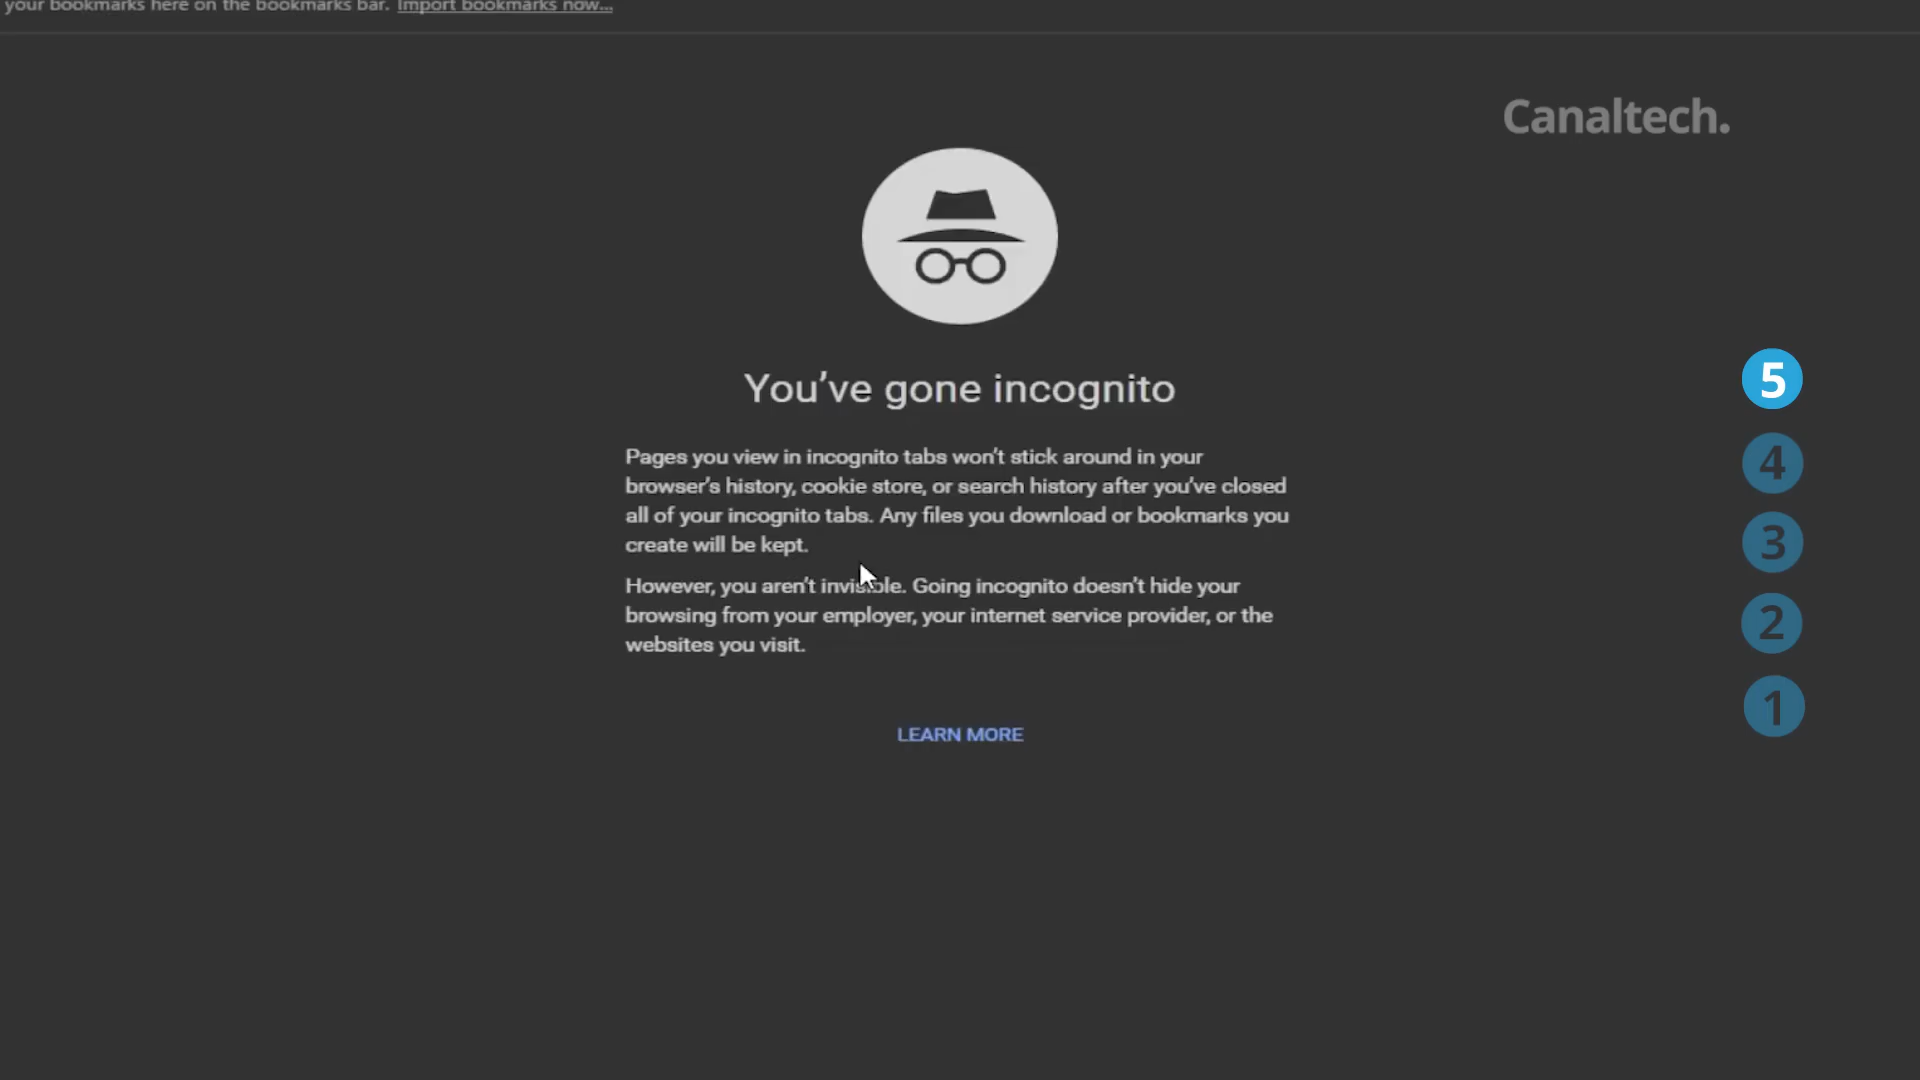 your bookmarks here on the bookmarks bar. Import bookmarks now...
Canaltech.
You've gone incognito
Pages you view in incognito tabs won't stick around in your
browser's history, cookie store, or search history after you've closed
all of your incognito tabs. Any files you download or bookmarks you
create will be kept.
However, you aren't invisible. Going incognito doesn't hide your
browsing from your employer, your internet service provider, or the
websites you visit.
LEARN MORE
5
4
3
2
1